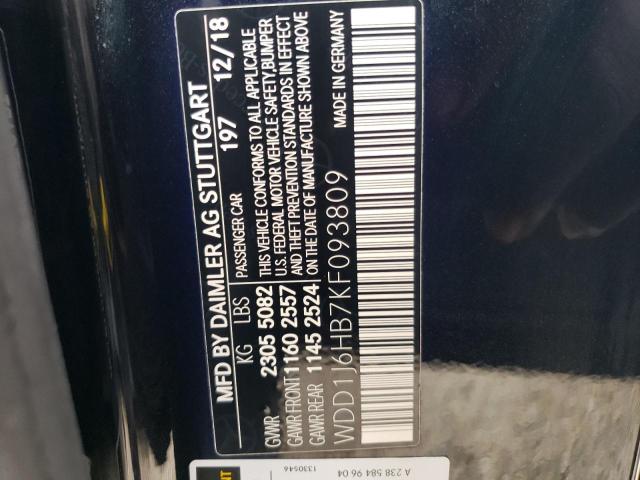 MFD BY DAIMLER AG STUTTGART
197 12/18
KG LBS PASSENGER CAR
GVWR 2305 5082
GAWR FRONT 1160 2557
GAWR REAR 1145 2524
THIS VEHICLE CONFORMS TO ALL APPLICABLE
U.S. FEDERAL MOTOR VEHICLE SAFETY,BUMPER
AND THEFT PREVENTION STANDARDS IN EFFECT
ON THE DATE OF MANUFACTURE SHOWN ABOVE
WDD1J6HB7KF093809
MADE IN GERMANY
A 238 584 96 04
1330546